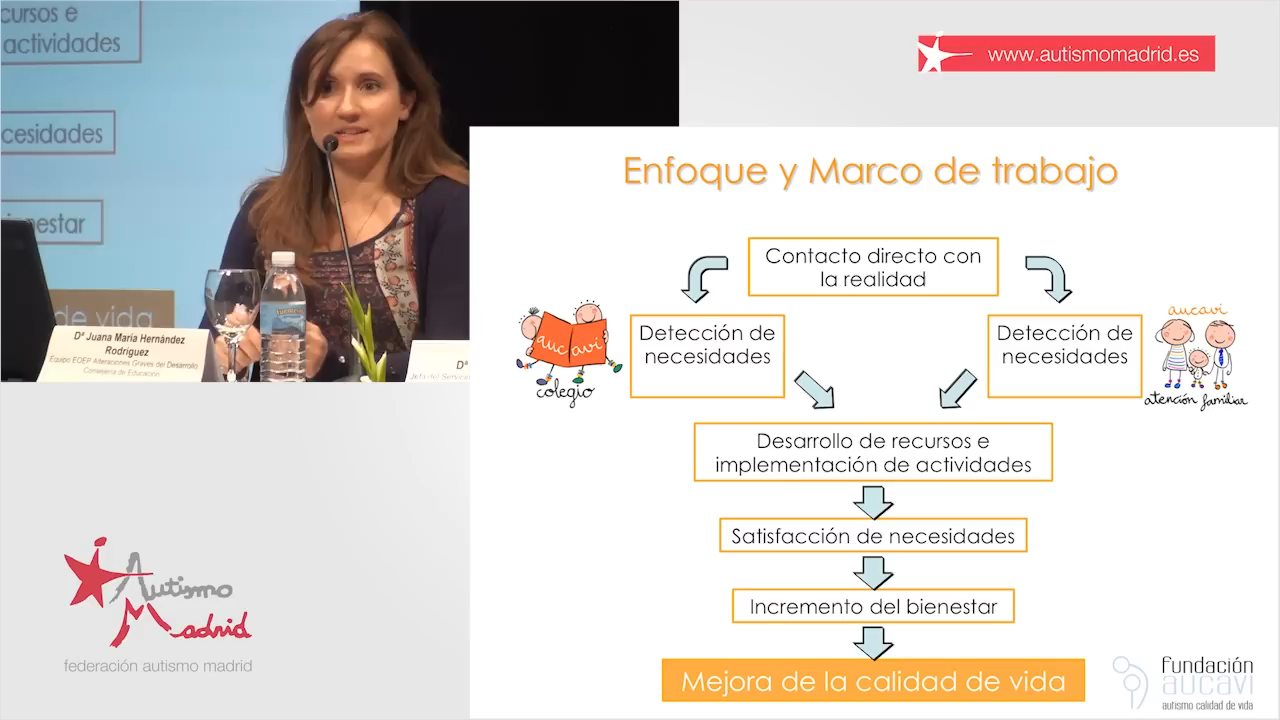 cursos e
actividades
cesidades
nestar
de vida
Dª Juana María Hernández
Rodríguez
Equipo EOEP Alteraciones Graves del Desarrollo
Consejería de Educación
Dª
www.autismomadrid.es
Enfoque y Marco de trabajo
Contacto directo con
la realidad
Detección de
necesidades
Detección de
necesidades
aucavi
colegio
aucavi
atención familiar
Desarrollo de recursos e
implementación de actividades
Satisfacción de necesidades
Incremento del bienestar
Mejora de la calidad de vida
Autismo
Madrid
federación autismo madrid
fundación
aucavi
autismo calidad de vida